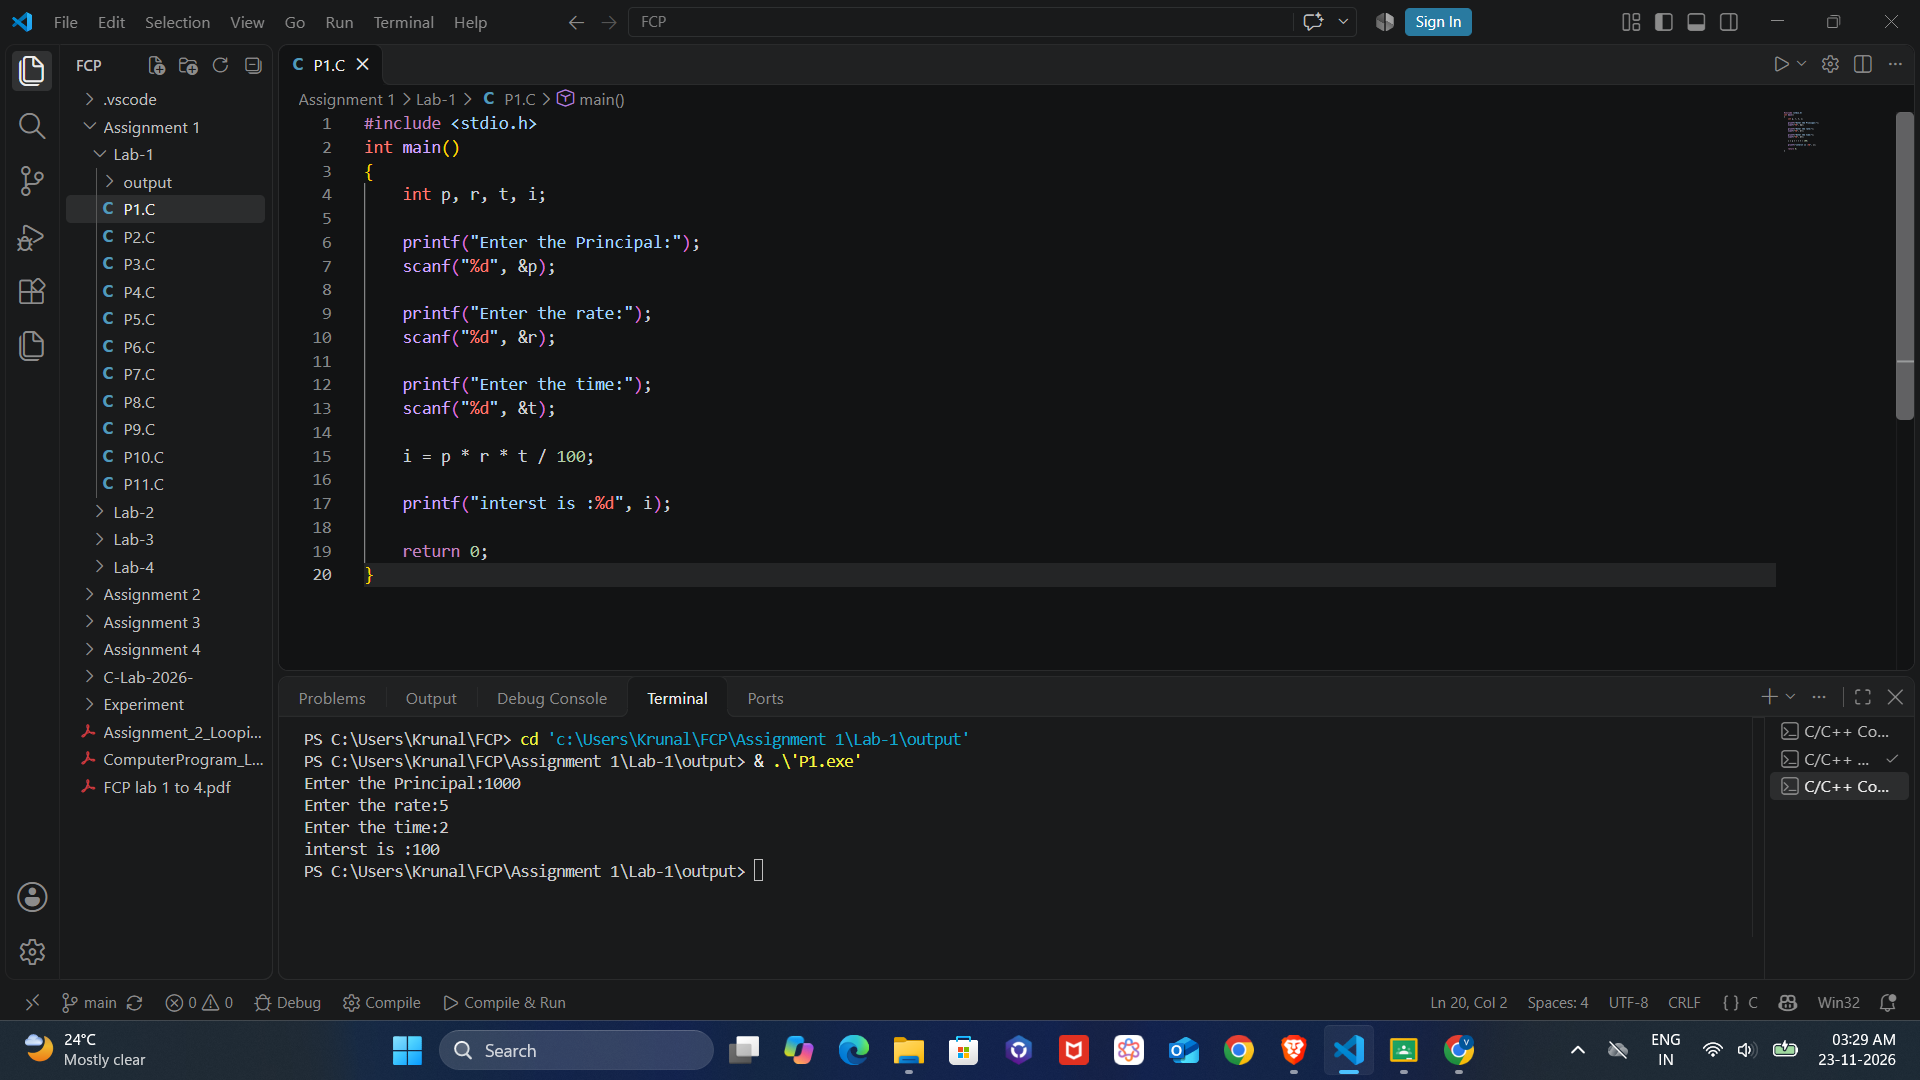 File Edit Selection View Go Run Terminal Help
FCP
Sign In
FCP
.vscode
Assignment 1
Lab-1
output
C P1.C
C P2.C
C P3.C
C P4.C
C P5.C
C P6.C
C P7.C
C P8.C
C P9.C
C P10.C
C P11.C
Lab-2
Lab-3
Lab-4
Assignment 2
Assignment 3
Assignment 4
C-Lab-2026-
Experiment
Assignment_2_Loopi...
ComputerProgram_L...
FCP lab 1 to 4.pdf
C P1.C
Assignment 1 > Lab-1 > C P1.C > main()
1 #include <stdio.h>
2 int main()
3 {
4 int p, r, t, i;
5
6 printf("Enter the Principal:");
7 scanf("%d", &p);
8
9 printf("Enter the rate:");
10 scanf("%d", &r);
11
12 printf("Enter the time:");
13 scanf("%d", &t);
14
15 i = p * r * t / 100;
16
17 printf("interst is :%d", i);
18
19 return 0;
20 }
Problems Output Debug Console Terminal Ports
PS C:\Users\Krunal\FCP> cd 'c:\Users\Krunal\FCP\Assignment 1\Lab-1\output'
PS C:\Users\Krunal\FCP\Assignment 1\Lab-1\output> & .\'P1.exe'
Enter the Principal:1000
Enter the rate:5
Enter the time:2
interst is :100
PS C:\Users\Krunal\FCP\Assignment 1\Lab-1\output>
C/C++ Co...
C/C++ ...
C/C++ Co...
main 0 0 Debug Compile Compile & Run
Ln 20, Col 2 Spaces: 4 UTF-8 CRLF {} C Win32
24°C
Mostly clear
Search
ENG
IN
03:29 AM
23-11-2026